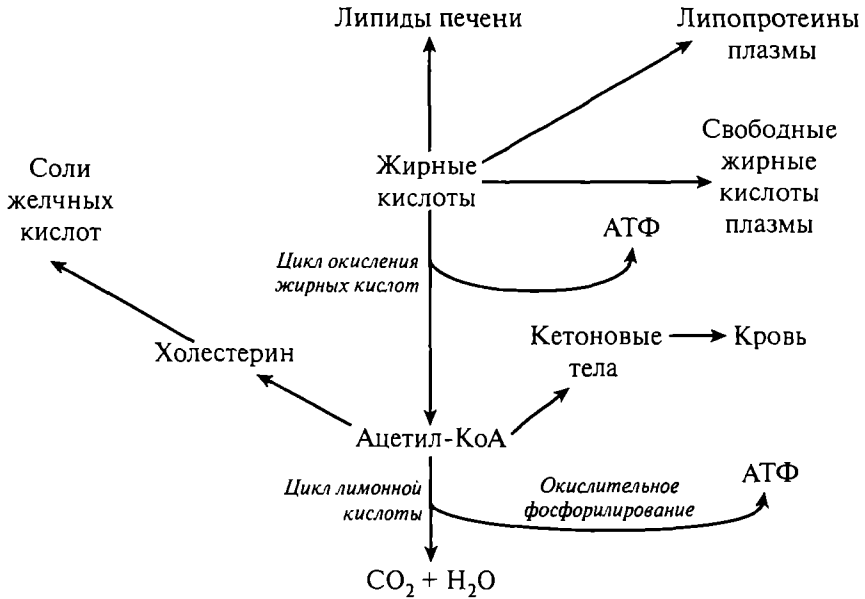 Липиды печени
Липопротеины
плазмы
Свободные
жирные
кислоты
плазмы
Жирные
кислоты
Соли
желчных
кислот
АТФ
Цикл окисления
жирных кислот
Кетоновые
тела
Кровь
Холестерин
Ацетил-КоА
Цикл лимонной
кислоты
Окислительное
фосфорилирование
АТФ
CO₂ + H₂O